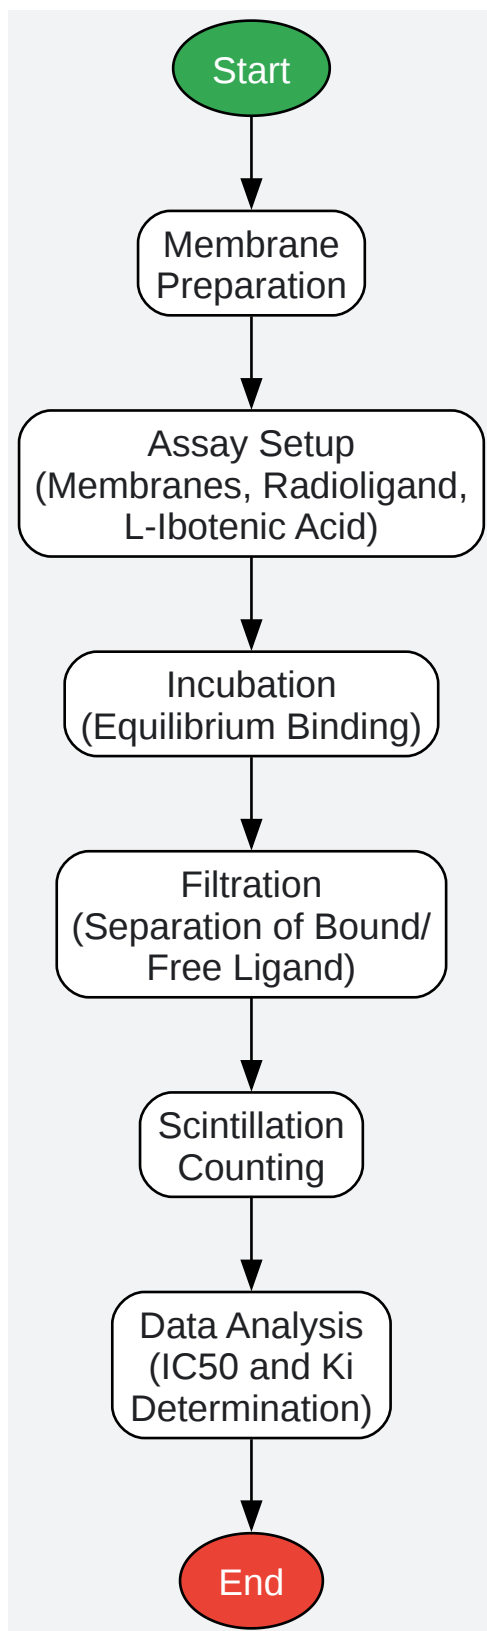 Start
Membrane
Preparation
Assay Setup
(Membranes, Radioligand,
L-Ibotenic Acid)
Incubation
(Equilibrium Binding)
Filtration
(Separation of Bound/
Free Ligand)
Scintillation
Counting
Data Analysis
(IC50 and Ki
Determination)
End